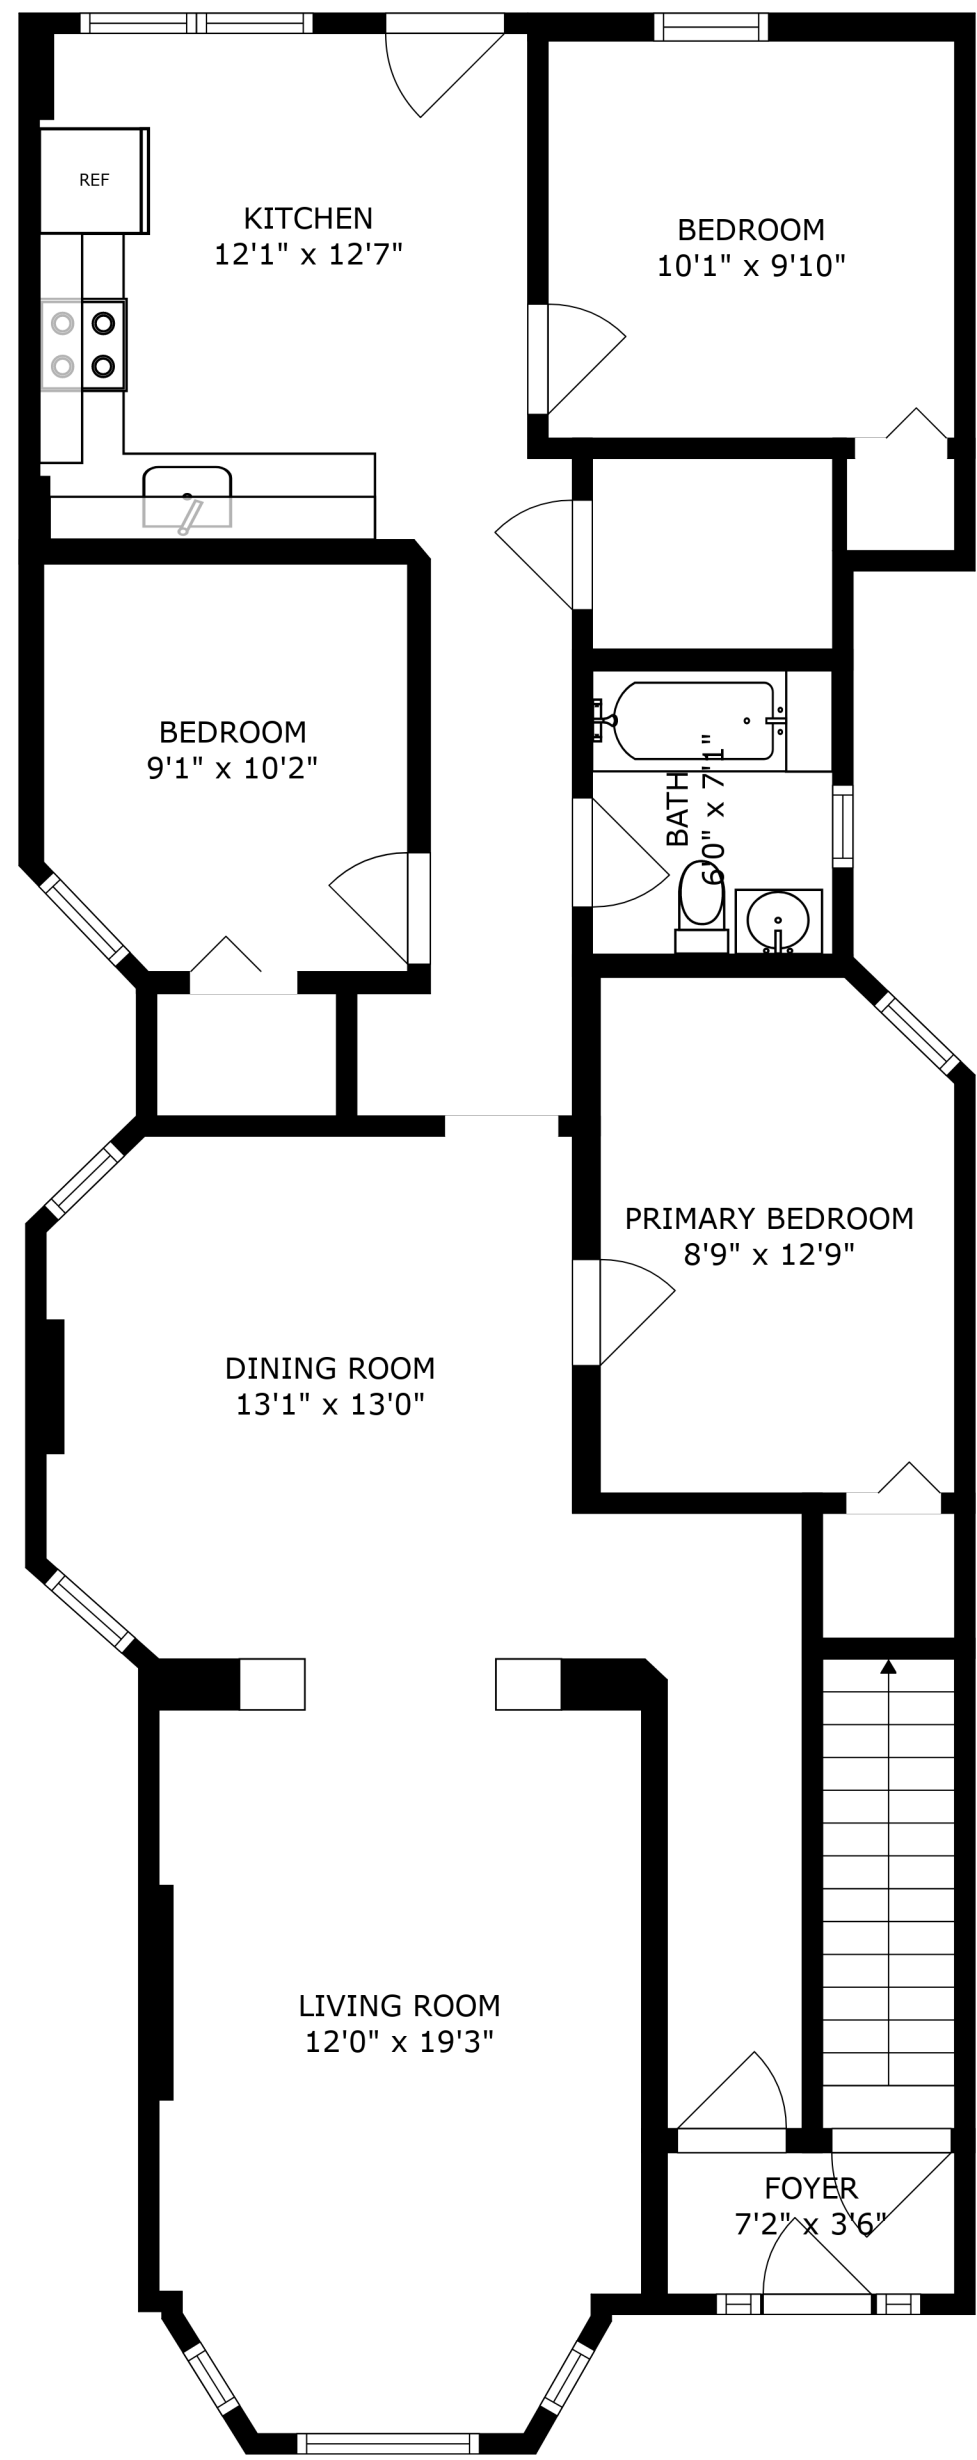 REF
KITCHEN
12'1" x 12'7"
BEDROOM
10'1" x 9'10"
BEDROOM
9'1" x 10'2"
BATH
6'0" x 7'1"
PRIMARY BEDROOM
8'9" x 12'9"
DINING ROOM
13'1" x 13'0"
LIVING ROOM
12'0" x 19'3"
FOYER
7'2" x 3'6"